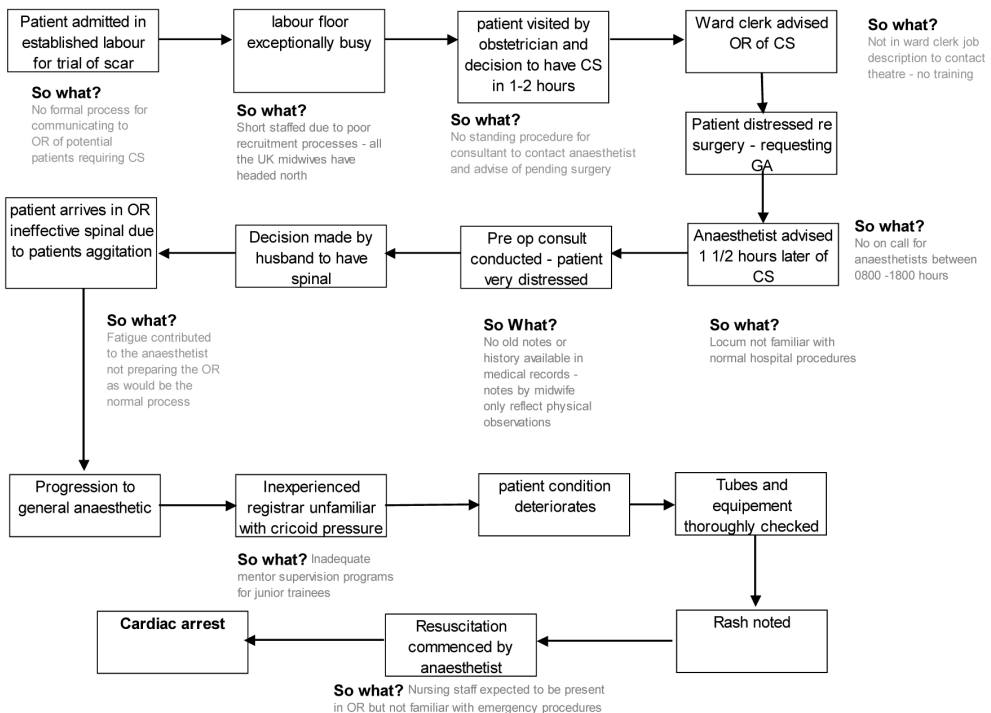 Patient admitted in
established labour
for trial of scar
labour floor
exceptionally busy
patient visited by
obstetrician and
decision to have CS
in 1-2 hours
Ward clerk advised
OR of CS
So what?
Not in ward clerk job
description to contact
theatre - no training
So what?
No formal process for
communicating to
OR of potential
patients requiring CS
So what?
Short staffed due to poor
recruitment processes - all
the UK midwives have
headed north
So what?
No standing procedure for
consultant to contact anaesthetist
and advise of pending surgery
Patient distressed re
surgery - requesting
GA
patient arrives in OR
ineffective spinal due
to patients aggitation
Decision made by
husband to have
spinal
Pre op consult
conducted - patient
very distressed
Anaesthetist advised
1 1/2 hours later of
CS
So what?
No on call for
anaesthetists between
0800 -1800 hours
So what?
Fatigue contributed
to the anaesthetist
not preparing the OR
as would be the
normal process
So What?
No old notes or
history available in
medical records -
notes by midwife
only reflect physical
observations
So what?
Locum not familiar with
normal hospital procedures
Progression to
general anaesthetic
Inexperienced
registrar unfamiliar
with cricoid pressure
patient condition
deteriorates
Tubes and
equipement
thoroughly checked
So what? Inadequate
mentor supervision programs
for junior trainees
Cardiac arrest
Resuscitation
commenced by
anaesthetist
Rash noted
So what? Nursing staff expected to be present
in OR but not familiar with emergency procedures